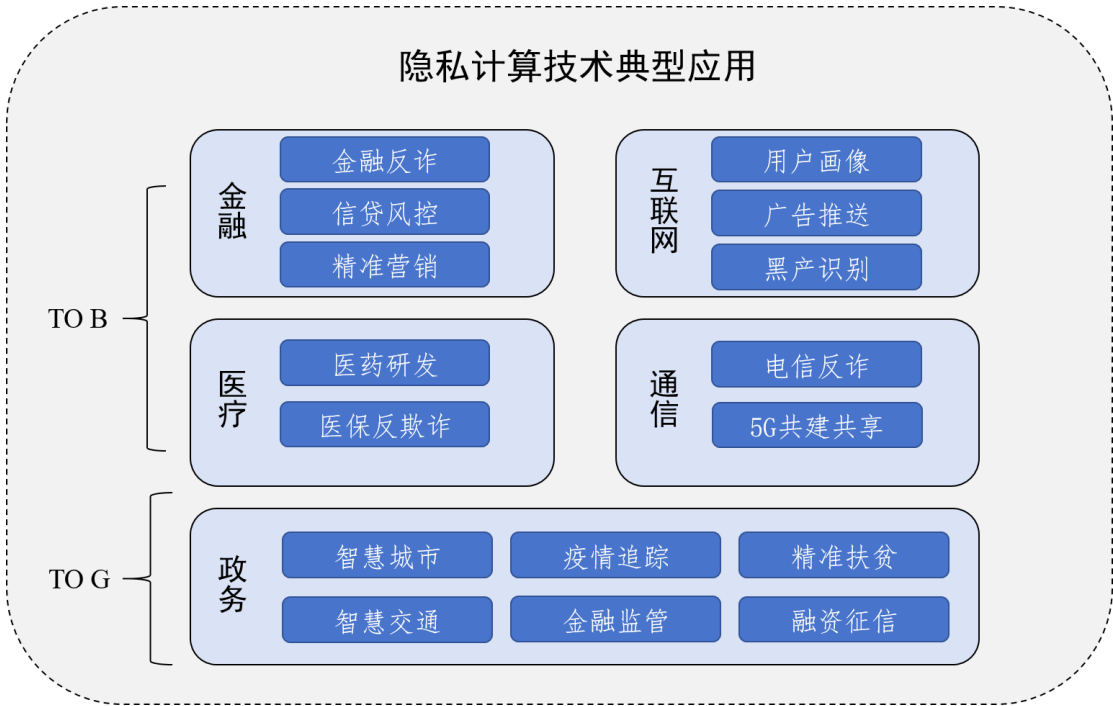 隐私计算技术典型应用
TO B
金融
金融反诈
信贷风控
精准营销
互联网
用户画像
广告推送
黑产识别
医疗
医药研发
医保反欺诈
通信
电信反诈
5G共建共享
TO G
政务
智慧城市
疫情追踪
精准扶贫
智慧交通
金融监管
融资征信